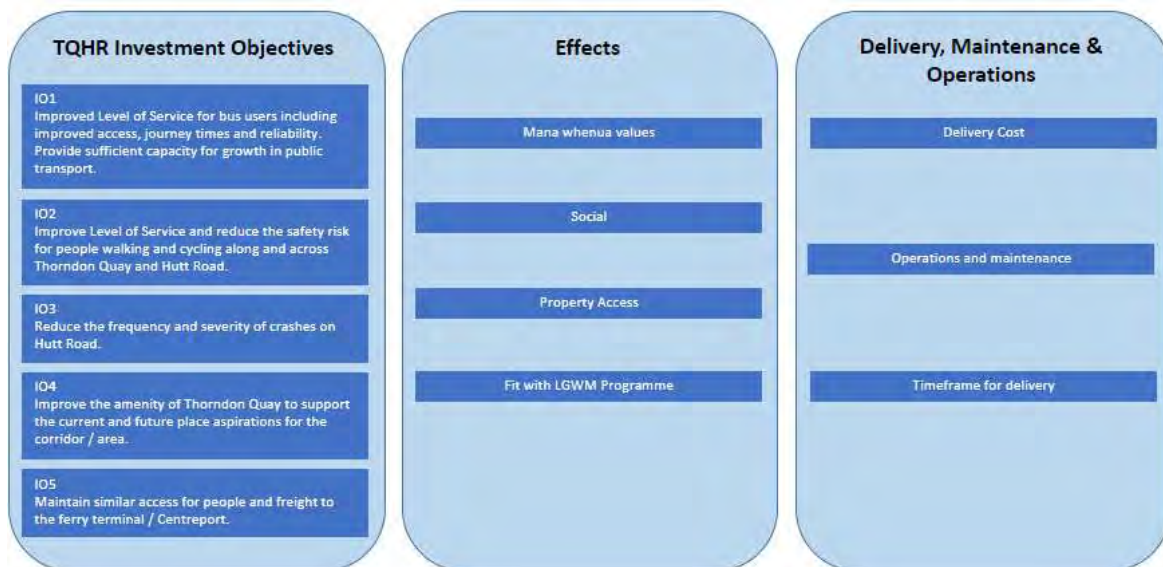 TQHR Investment Objectives
IO1
Improved Level of Service for bus users including
improved access, journey times and reliability.
Provide sufficient capacity for growth in public
transport.
IO2
Improve Level of Service and reduce the safety risk
for people walking and cycling along and across
Thorndon Quay and Hutt Road.
IO3
Reduce the frequency and severity of crashes on
Hutt Road.
IO4
Improve the amenity of Thorndon Quay to support
the current and future place aspirations for the
corridor / area.
IO5
Maintain similar access for people and freight to
the ferry terminal / Centreport.
Effects
Mana whenua values
Social
Property Access
Fit with LGWM Programme
Delivery, Maintenance &
Operations
Delivery Cost
Operations and maintenance
Timeframe for delivery